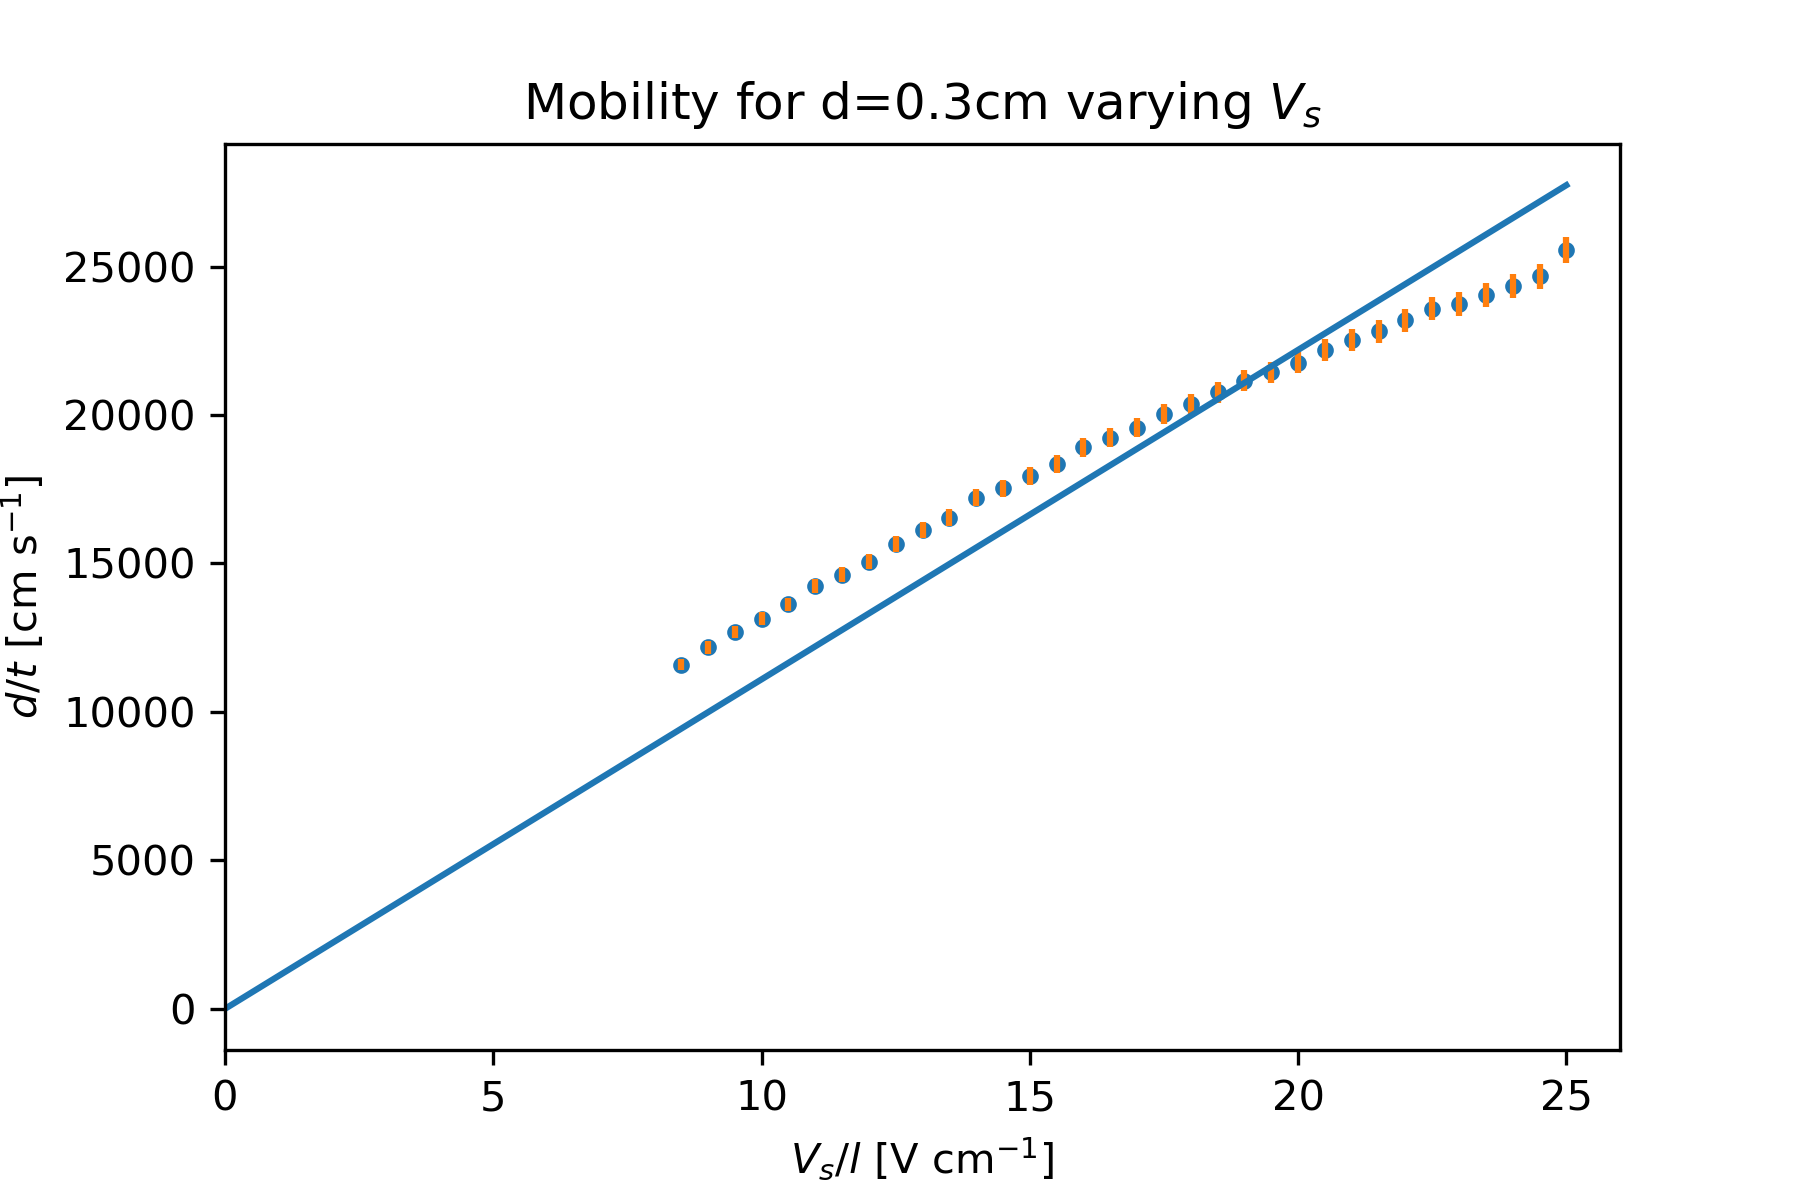 Mobility for d=0.3cm varying $V_s$
25000
20000
15000
10000
5000
0
d/t [cm s⁻¹]
0 5 10 15 20 25
$V_s/l$ [V cm⁻¹]